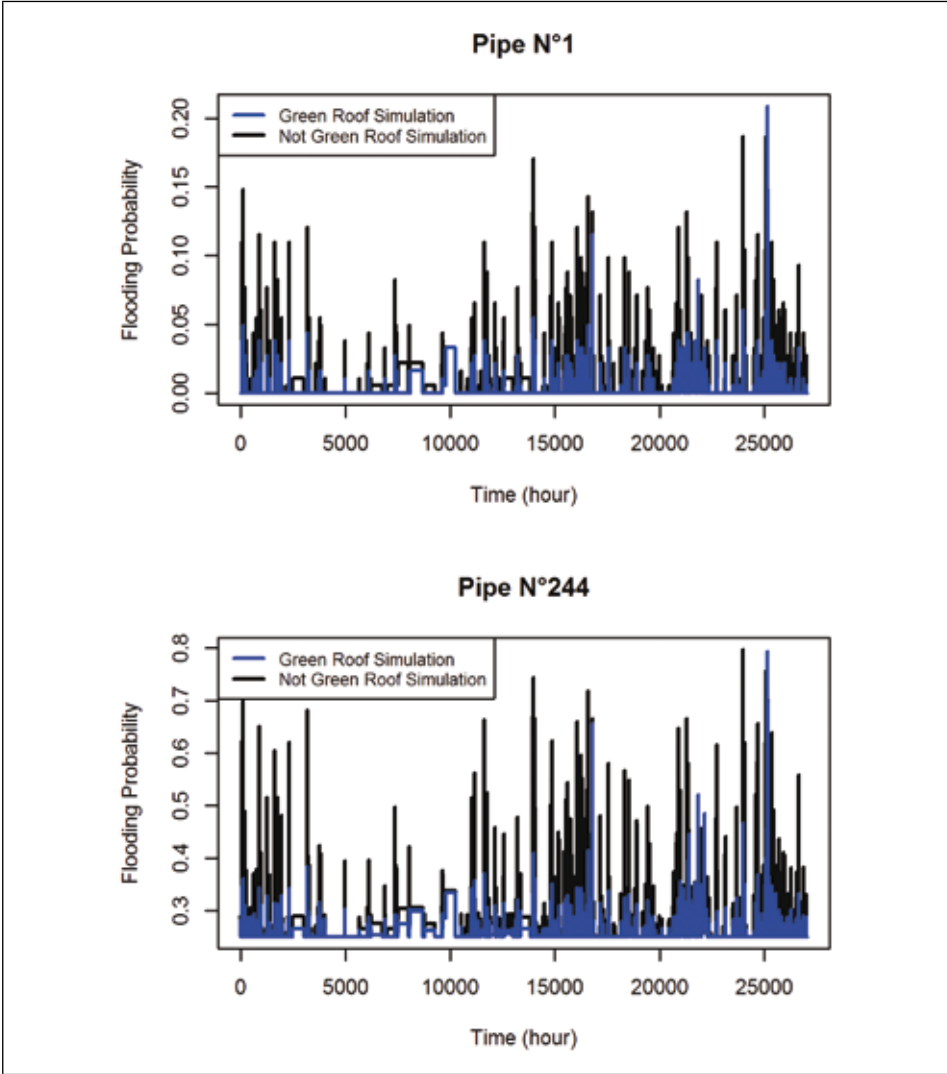 Pipe N°1
Green Roof Simulation
Not Green Roof Simulation
Flooding Probability
0.20
0.15
0.10
0.05
0.00
0 5000 10000 15000 20000 25000
Time (hour)
Pipe N°244
Green Roof Simulation
Not Green Roof Simulation
Flooding Probability
0.8
0.7
0.6
0.5
0.4
0.3
0 5000 10000 15000 20000 25000
Time (hour)